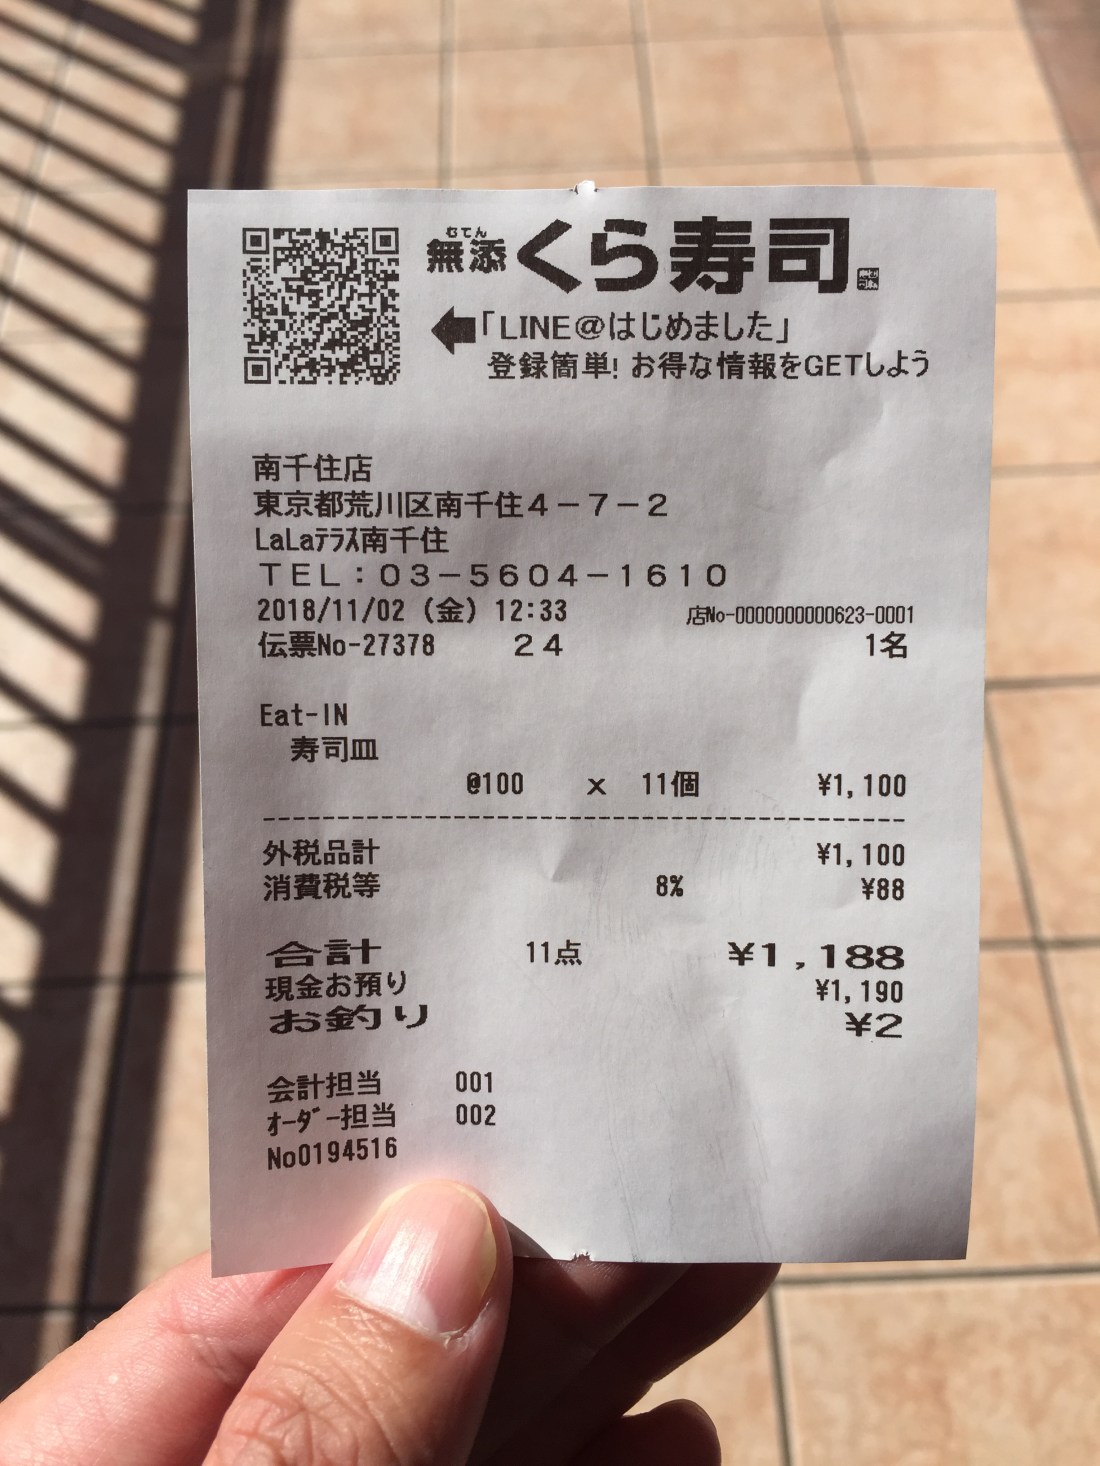 むてん
無添 くら寿司
「LINE@はじめました」
登録簡単! お得な情報をGETしよう
南千住店
東京都荒川区南千住4-7-2
LaLaﾃﾗｽ南千住
TEL:03-5604-1610
2018/11/02 (金) 12:33 店No-0000000000623-0001
伝票No-27378 24 1名
Eat-IN
寿司皿
@100 x 11個 ¥1,100
外税品計 ¥1,100
消費税等 8% ¥88
合計 11点 ¥1,188
現金お預り ¥1,190
お釣り ¥2
会計担当 001
ｵｰﾀﾞｰ担当 002
No0194516